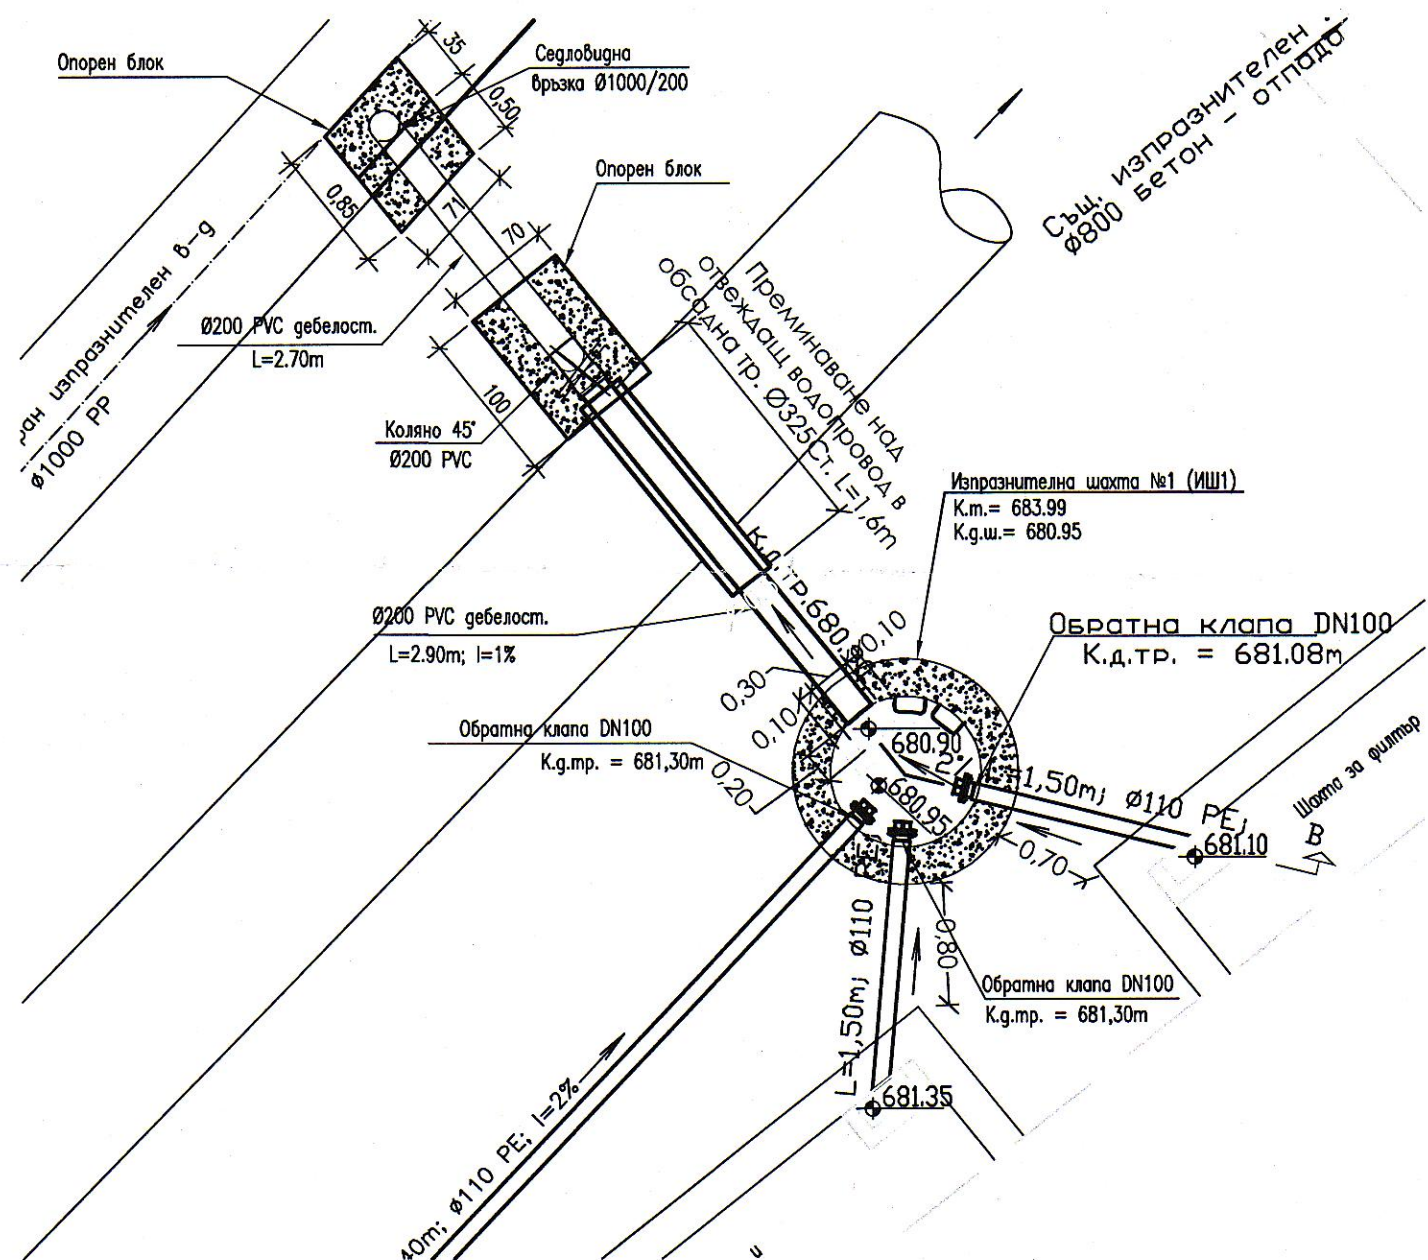 Опорен блок
35
Седловидна
връзка Ø1000/200
0,50
Същ. изпразнителен
Ø800 бетон - отпада
Опорен блок
0,85
71
70
изпразнителен в-д
Ø1000 PP
Ø200 PVC дебелост.
L=2.70m
Преминаване над
отвеждащ водопровод в
обсадна тр. Ø325Ст. L=1,6m
100
Коляно 45°
Ø200 PVC
Изпразнителна шахта №1 (ИШ1)
К.т.= 683.99
К.д.ш.= 680.95
К.д.тр.680.
Ø200 PVC дебелост.
L=2.90m; I=1%
0,10
0,30
0,10
0,20
Обратна клапа DN100
К.д.тр. = 681.08m
Обратна клапа DN100
К.д.тр. = 681,30m
680.90
2"
680.95
=1,50m; Ø110 PE;
681.10
B
Шахта за филтър
0,70
0,80
L=1,50m; Ø110
Обратна клапа DN100
К.д.тр. = 681,30m
681.35
40m; Ø110 PE; I=2%
и